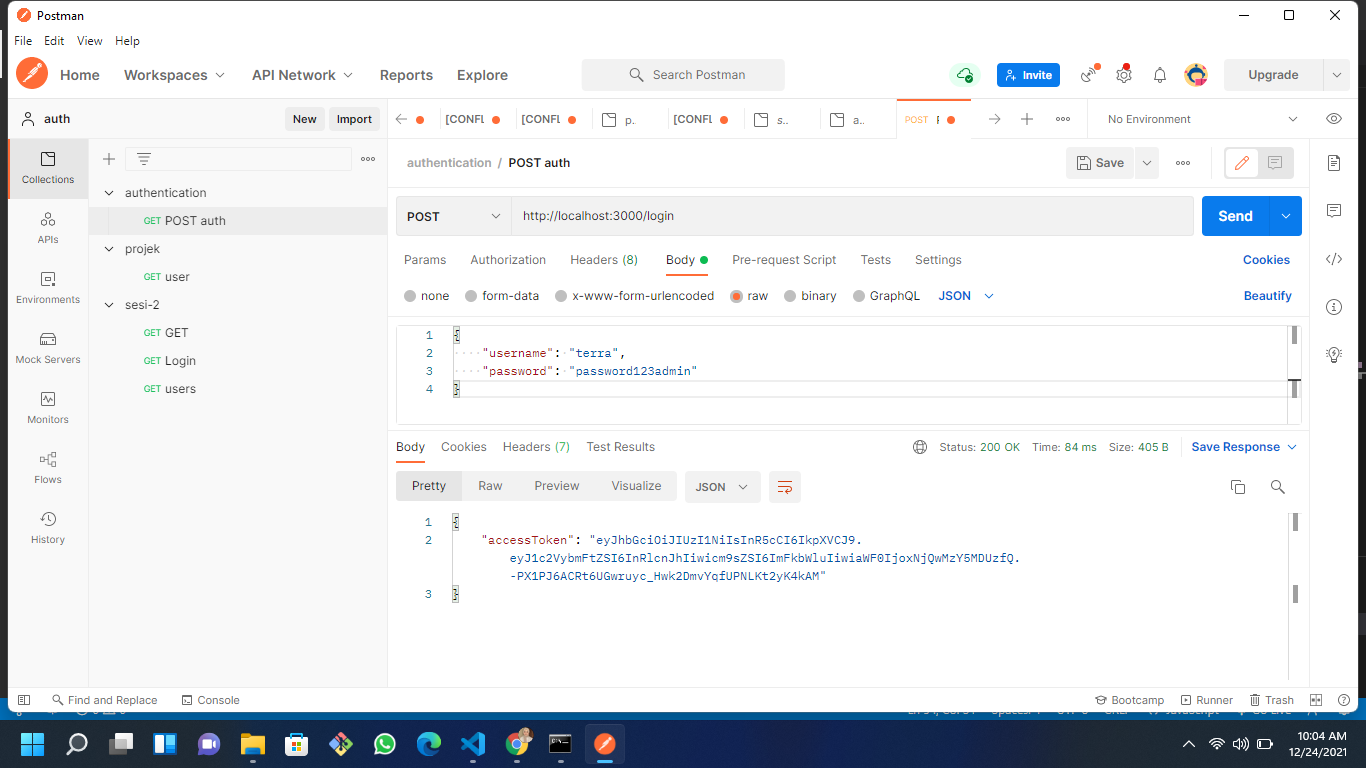 Postman
File Edit View Help
Home Workspaces API Network Reports Explore Search Postman Invite Upgrade
auth New Import
[CONFL [CONFL p.. [CONFL s.. a.. POST No Environment
authentication / POST auth Save
Collections
APIs
Environments
Mock Servers
Monitors
Flows
History
authentication
GET POST auth
projek
GET user
sesi-2
GET GET
GET Login
GET users
POST http://localhost:3000/login Send
Params Authorization Headers (8) Body Pre-request Script Tests Settings Cookies
none form-data x-www-form-urlencoded raw binary GraphQL JSON Beautify
1 {
2 "username": "terra",
3 "password": "password123admin"
4 }
Body Cookies Headers (7) Test Results Status: 200 OK Time: 84 ms Size: 405 B Save Response
Pretty Raw Preview Visualize JSON
1 {
2 "accessToken": "eyJhbGciOiJIUzI1NiIsInR5cCI6IkpXVCJ9.
eyJ1c2VybmFtZSI6InRlcnJhIiwicm9sZSI6ImFkbWluIiwiaWF0IjoxNjQwMzY5MDUzfQ.
-PX1PJ6ACRt6UGwruyc_Hwk2DmvYqfUPNLKt2yK4kAM"
3 }
Find and Replace Console Bootcamp Runner Trash
10:04 AM
12/24/2021